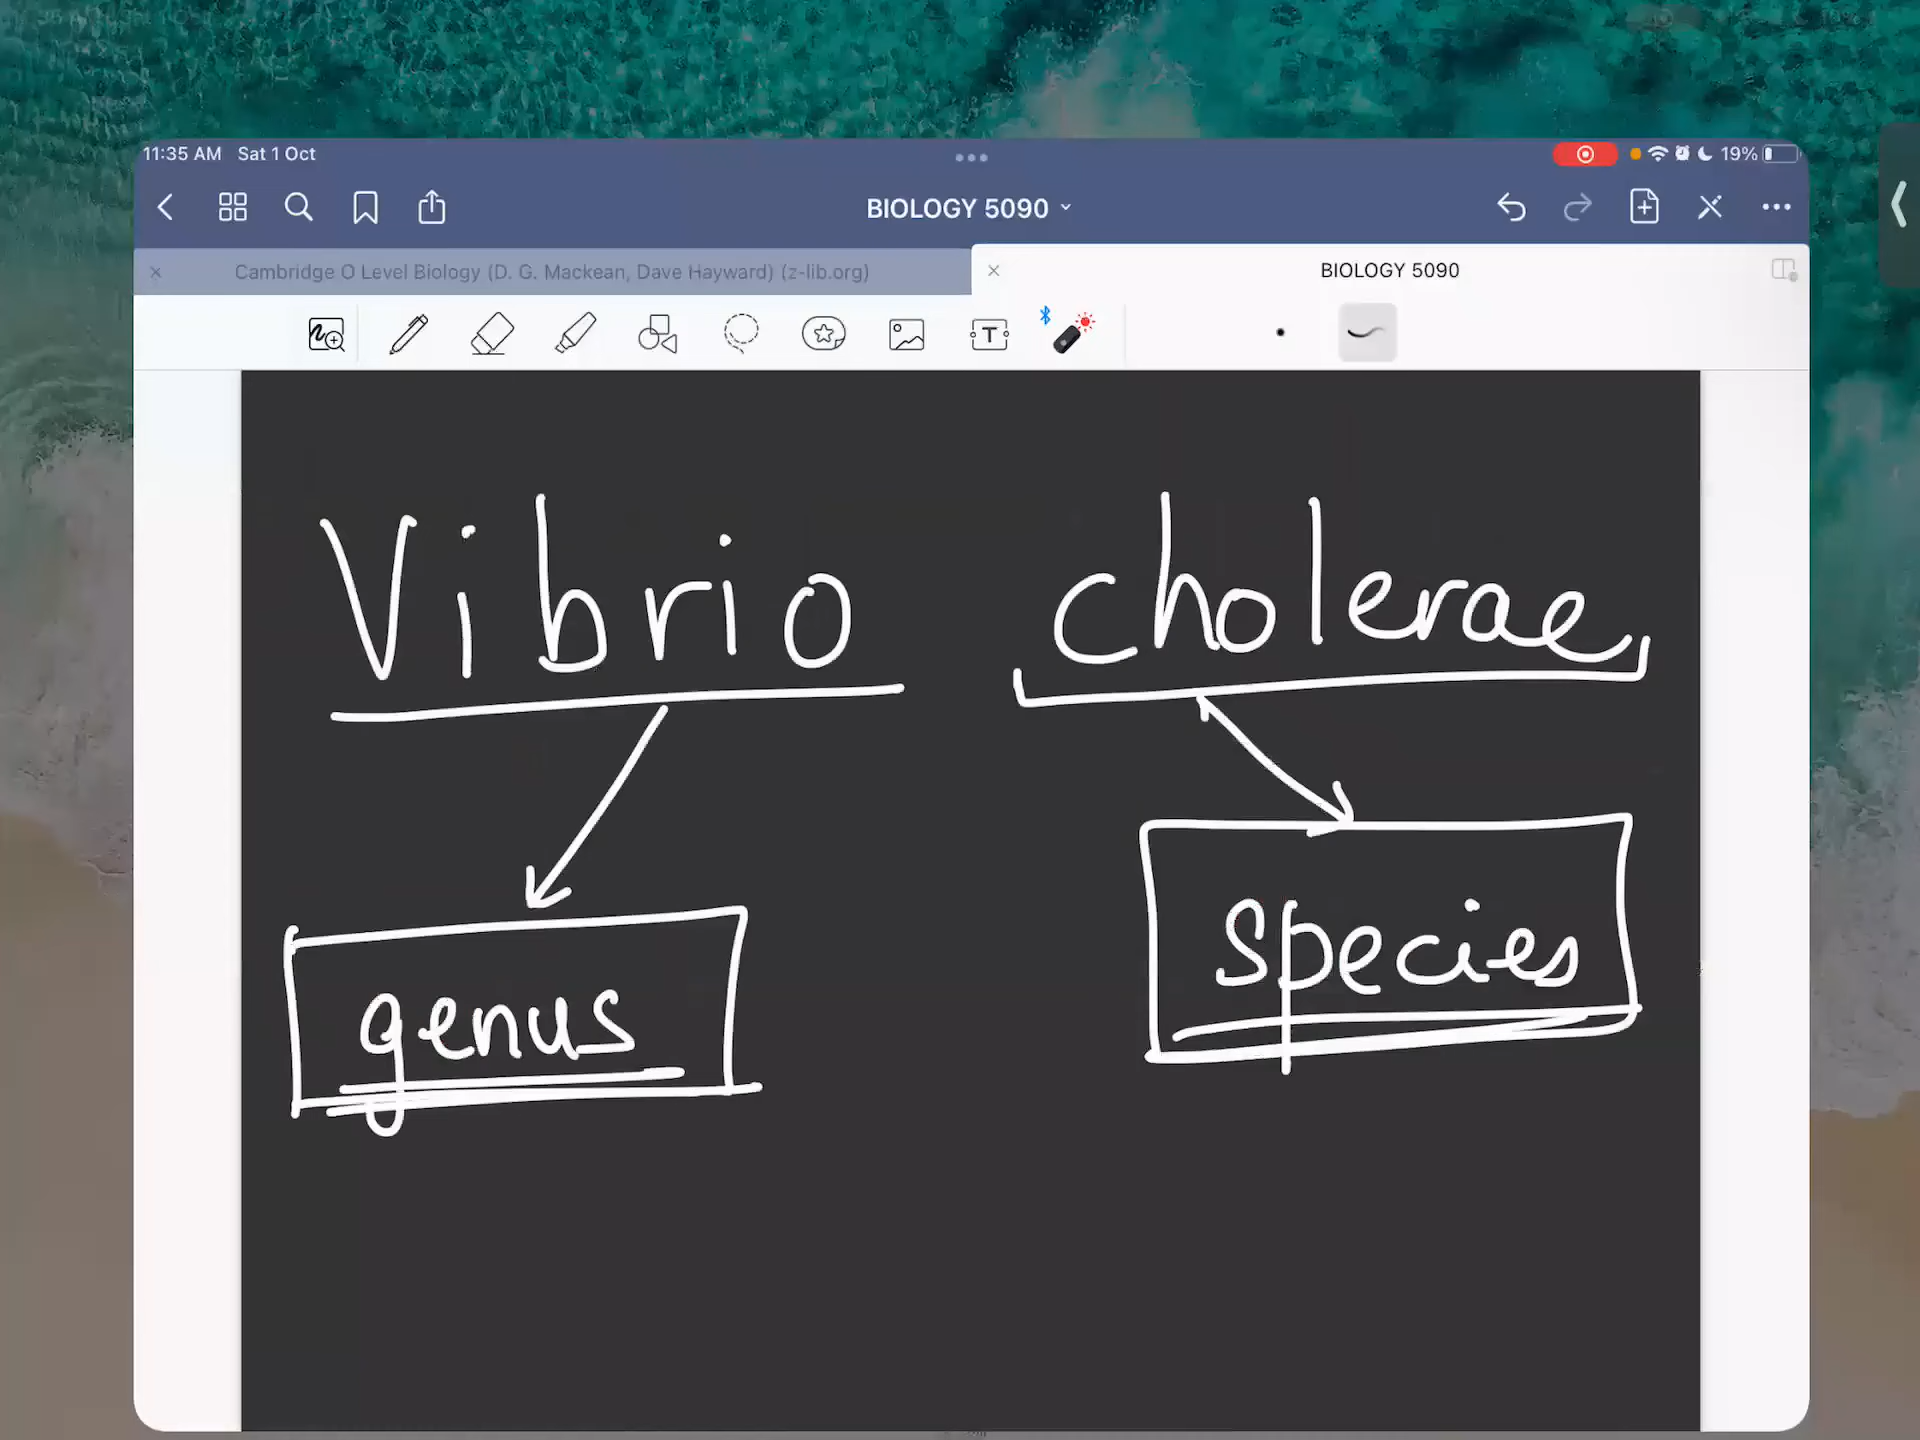 11:35 AM Sat 1 Oct
19%
BIOLOGY 5090
Cambridge O Level Biology (D. G. Mackean, Dave Hayward) (z-lib.org)
BIOLOGY 5090
T
Vibrio cholerae
genus
species